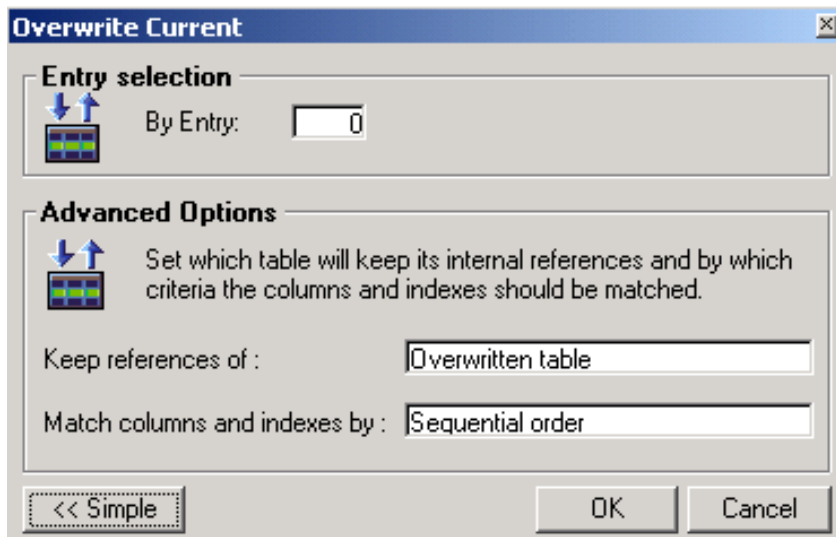 Overwrite Current
Entry selection
By Entry: 0
Advanced Options
Set which table will keep its internal references and by which
criteria the columns and indexes should be matched.
Keep references of : Overwritten table
Match columns and indexes by : Sequential order
<< Simple OK Cancel